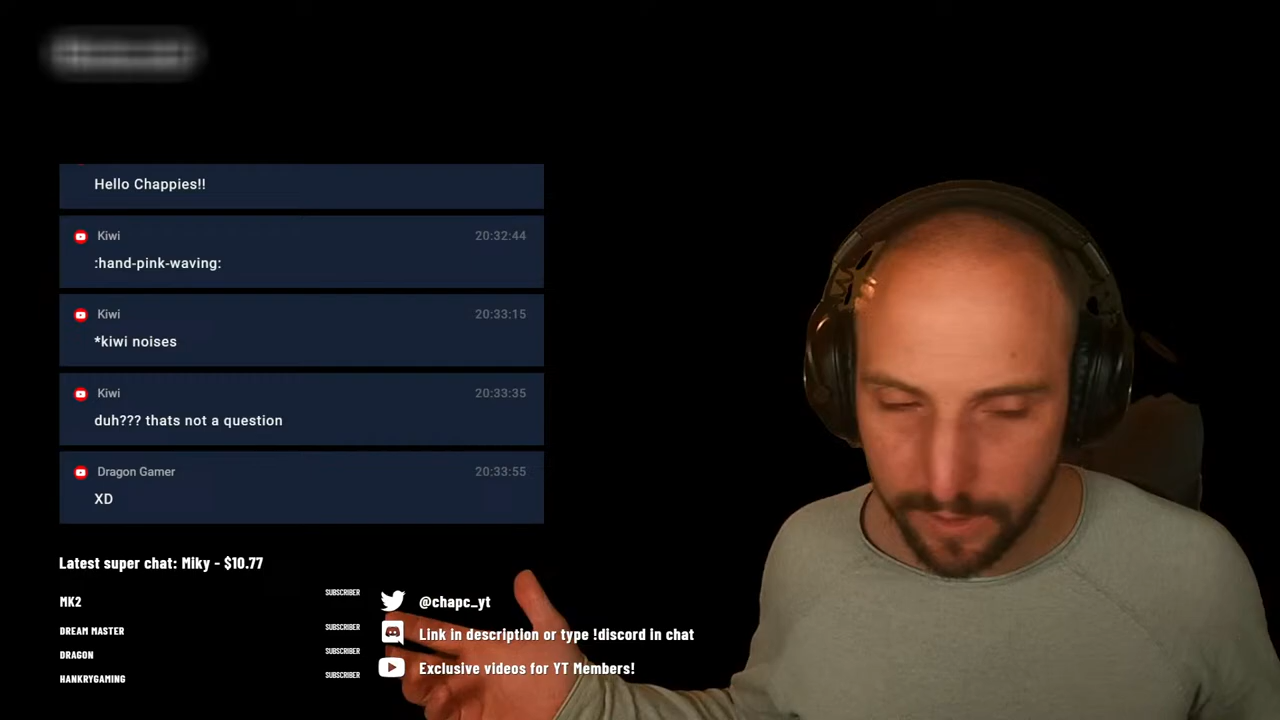 Hello Chappies!!
Kiwi 20:32:44
:hand-pink-waving:
Kiwi 20:33:15
*kiwi noises
Kiwi 20:33:35
duh??? thats not a question
Dragon Gamer 20:33:55
XD
Latest super chat: Miky - $10.77
MK2 SUBSCRIBER
DREAM MASTER SUBSCRIBER
DRAGON SUBSCRIBER
HANKRYGAMING SUBSCRIBER
@chapc_yt
Link in description or type !discord in chat
Exclusive videos for YT Members!